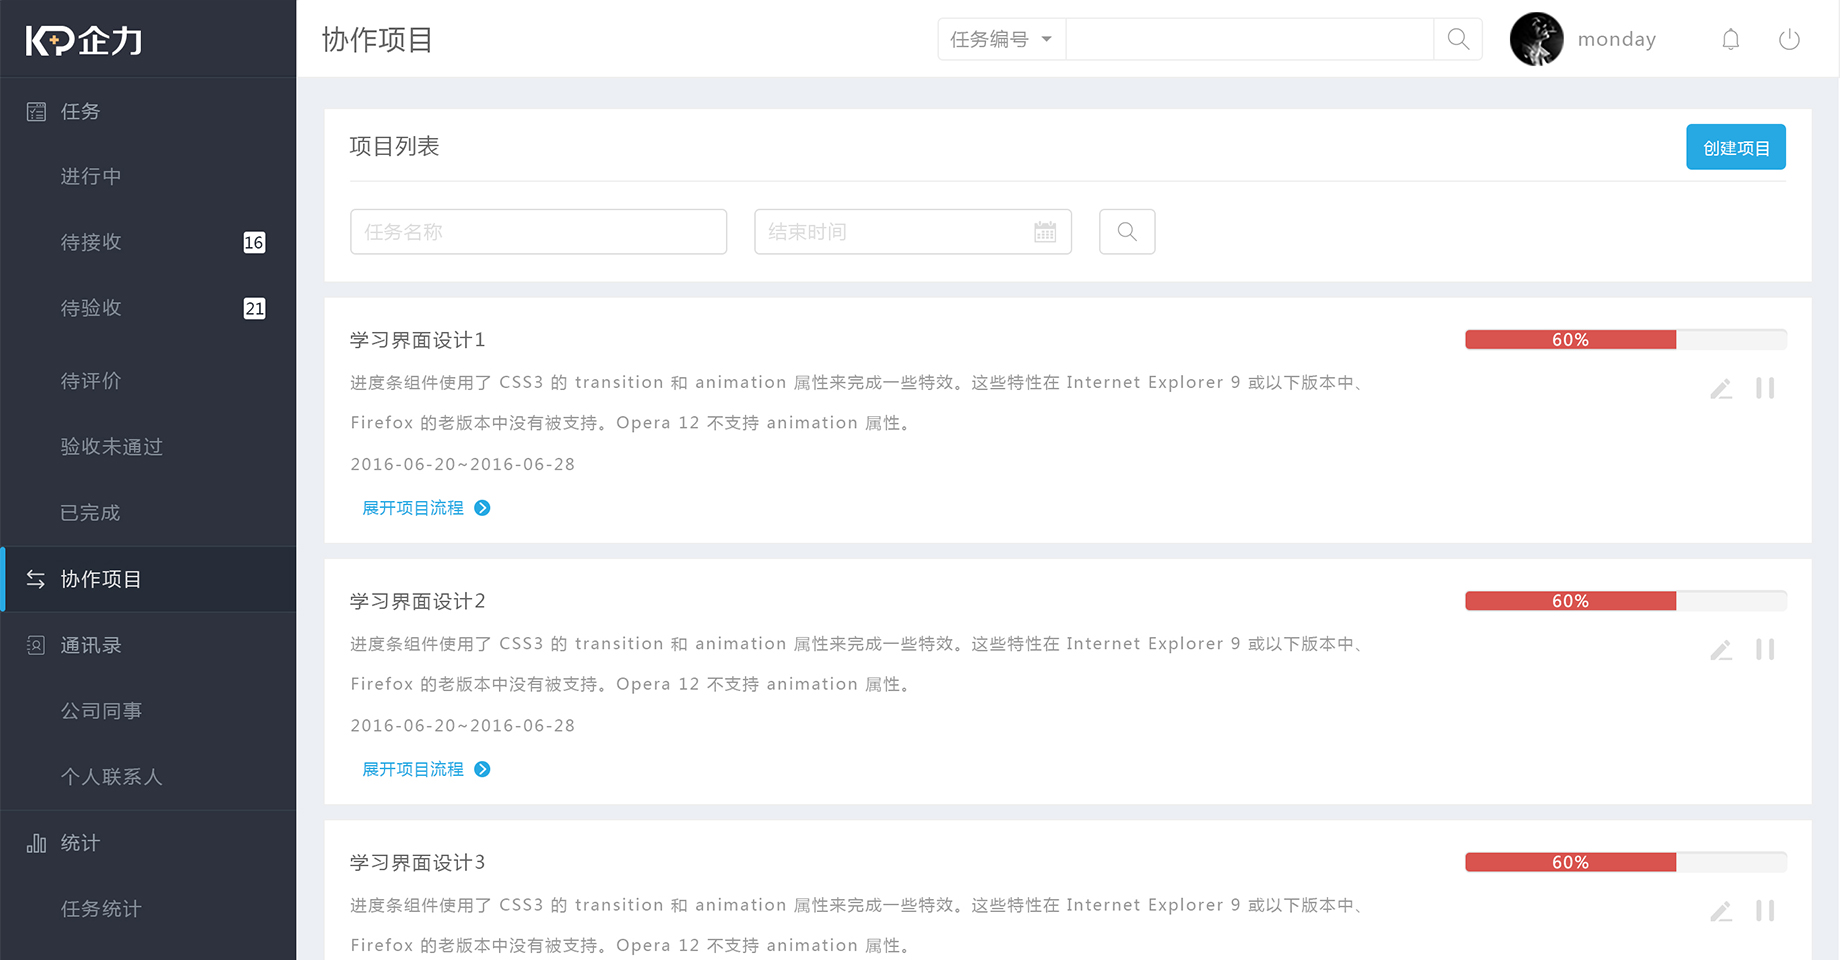 KP企力
协作项目
任务编号
monday
任务
进行中
待接收
16
待验收
21
待评价
验收未通过
已完成
协作项目
通讯录
公司同事
个人联系人
统计
任务统计
项目列表
创建项目
任务名称
结束时间
学习界面设计1
60%
进度条组件使用了 CSS3 的 transition 和 animation 属性来完成一些特效。这些特性在 Internet Explorer 9 或以下版本中、
Firefox 的老版本中没有被支持。Opera 12 不支持 animation 属性。
2016-06-20~2016-06-28
展开项目流程
学习界面设计2
60%
进度条组件使用了 CSS3 的 transition 和 animation 属性来完成一些特效。这些特性在 Internet Explorer 9 或以下版本中、
Firefox 的老版本中没有被支持。Opera 12 不支持 animation 属性。
2016-06-20~2016-06-28
展开项目流程
学习界面设计3
60%
进度条组件使用了 CSS3 的 transition 和 animation 属性来完成一些特效。这些特性在 Internet Explorer 9 或以下版本中、
Firefox 的老版本中没有被支持。Opera 12 不支持 animation 属性。